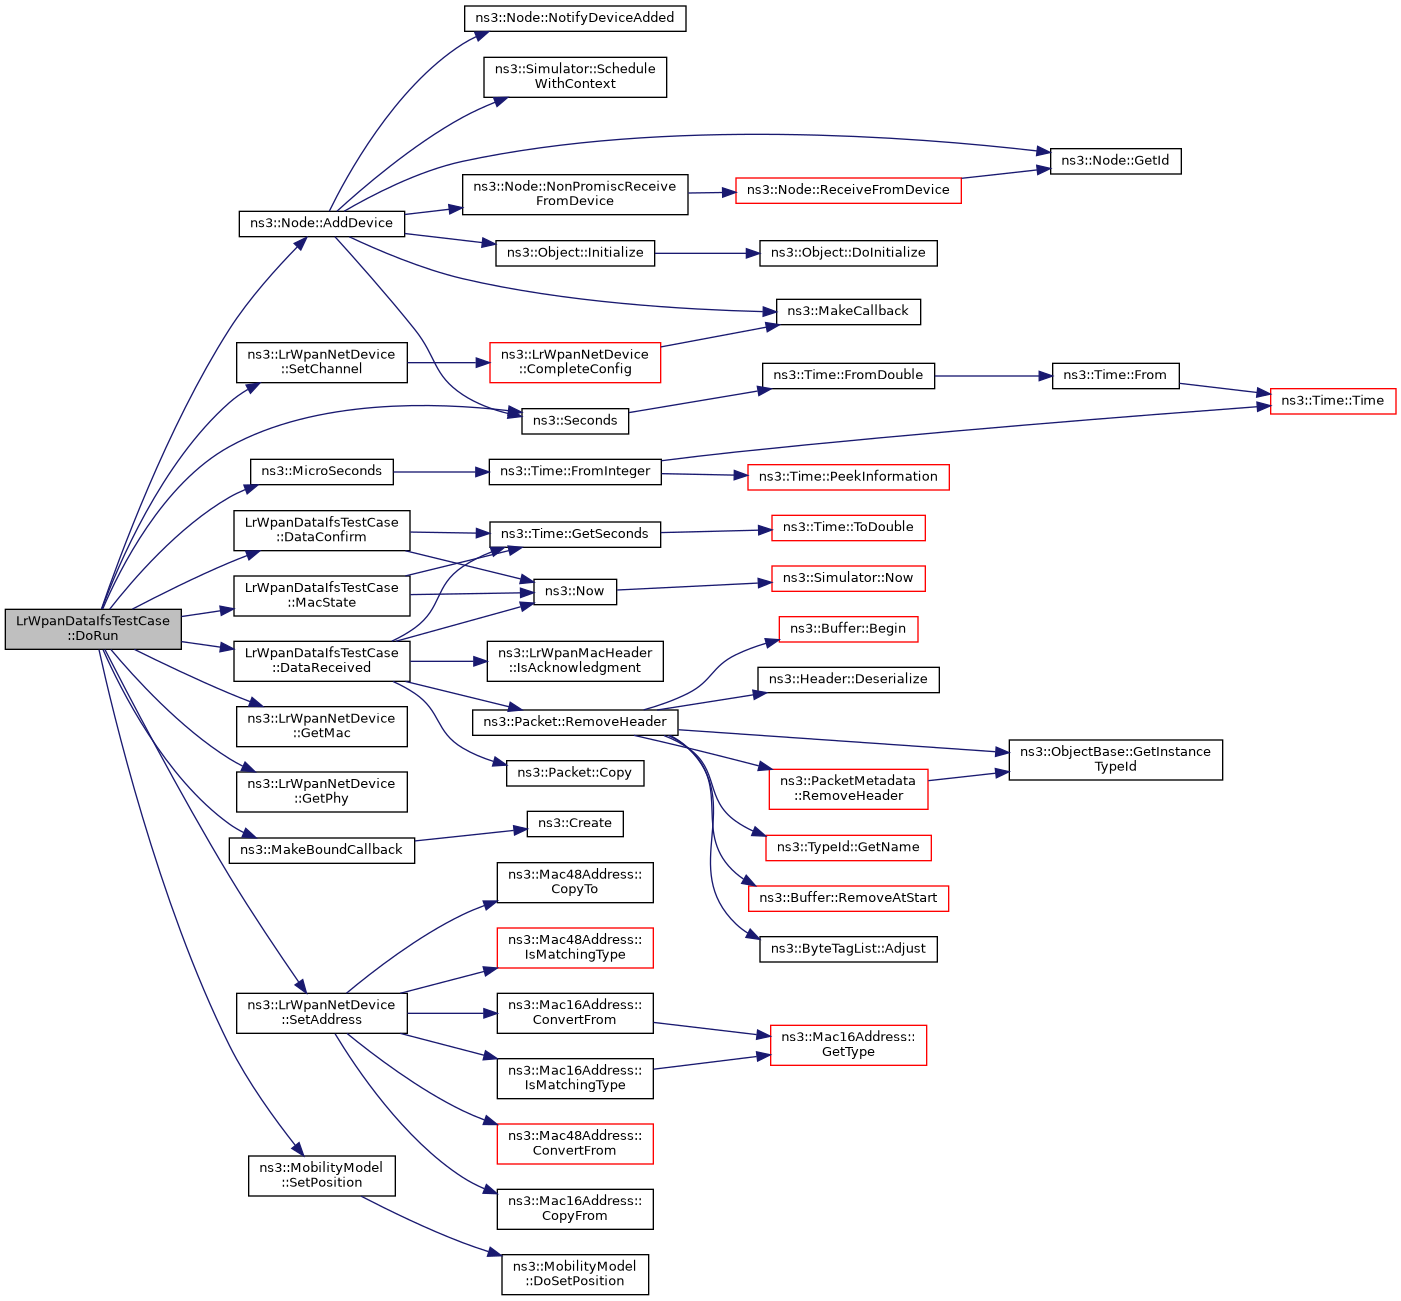 ns3::Node::NotifyDeviceAdded
ns3::Simulator::Schedule
WithContext
ns3::Node::GetId
ns3::Node::NonPromiscReceive
FromDevice
ns3::Node::ReceiveFromDevice
ns3::Node::AddDevice
ns3::Object::Initialize
ns3::Object::DoInitialize
ns3::MakeCallback
ns3::LrWpanNetDevice
::SetChannel
ns3::LrWpanNetDevice
::CompleteConfig
ns3::Time::FromDouble
ns3::Time::From
ns3::Time::Time
ns3::Seconds
ns3::MicroSeconds
ns3::Time::FromInteger
ns3::Time::PeekInformation
LrWpanDataIfsTestCase
::DataConfirm
ns3::Time::GetSeconds
ns3::Time::ToDouble
LrWpanDataIfsTestCase
::MacState
ns3::Now
ns3::Simulator::Now
LrWpanDataIfsTestCase
::DoRun
ns3::Buffer::Begin
LrWpanDataIfsTestCase
::DataReceived
ns3::LrWpanMacHeader
::IsAcknowledgment
ns3::Header::Deserialize
ns3::LrWpanNetDevice
::GetMac
ns3::Packet::RemoveHeader
ns3::ObjectBase::GetInstance
TypeId
ns3::LrWpanNetDevice
::GetPhy
ns3::Packet::Copy
ns3::PacketMetadata
::RemoveHeader
ns3::MakeBoundCallback
ns3::Create
ns3::TypeId::GetName
ns3::Mac48Address::
CopyTo
ns3::Buffer::RemoveAtStart
ns3::Mac48Address::
IsMatchingType
ns3::ByteTagList::Adjust
ns3::LrWpanNetDevice
::SetAddress
ns3::Mac16Address::
ConvertFrom
ns3::Mac16Address::
GetType
ns3::Mac16Address::
IsMatchingType
ns3::Mac48Address::
ConvertFrom
ns3::MobilityModel
::SetPosition
ns3::Mac16Address::
CopyFrom
ns3::MobilityModel
::DoSetPosition